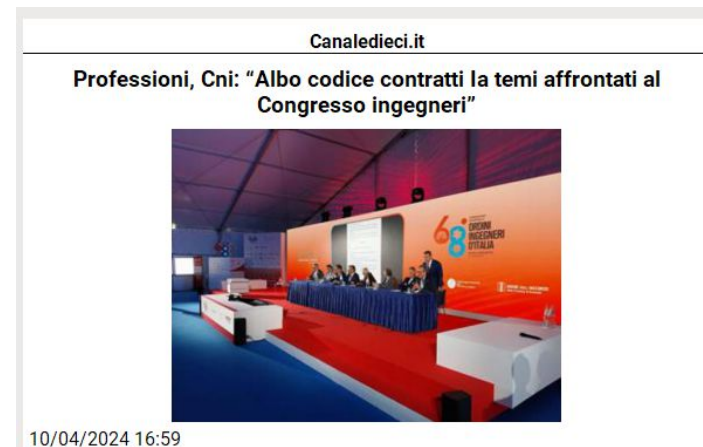 Canaledieci.it
Professioni, Cni: “Albo codice contratti Ia temi affrontati al
Congresso ingegneri”
68°
ORDINI
INGEGNERI
D'ITALIA
10/04/2024 16:59